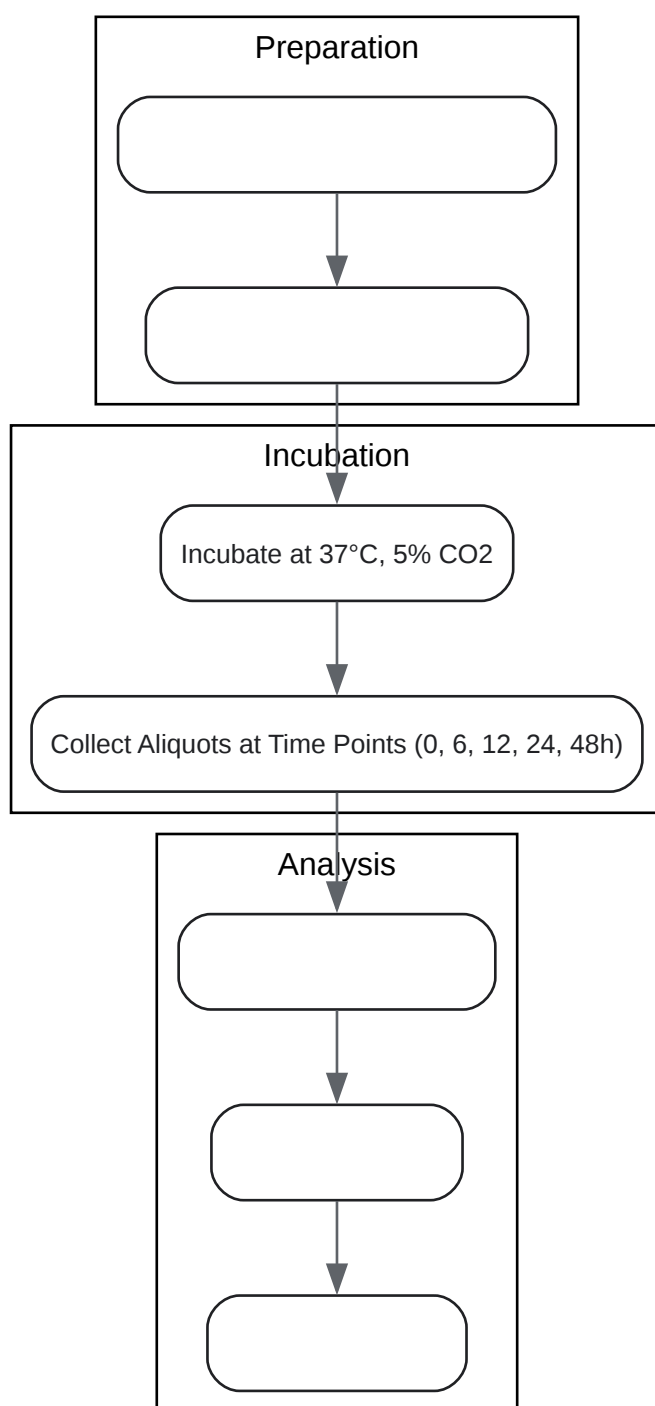 Preparation
Incubation
Incubate at 37°C, 5% CO2
Collect Aliquots at Time Points (0, 6, 12, 24, 48h)
Analysis